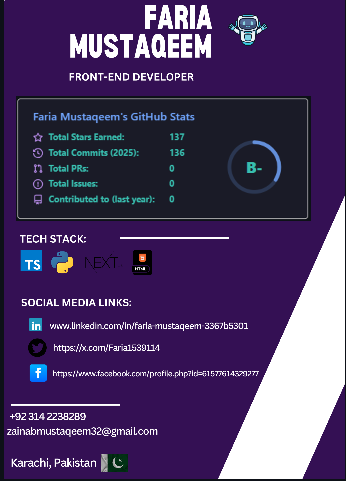 FARIA
MUSTAQEEM
FRONT-END DEVELOPER
Faria Mustaqeem's GitHub Stats
Total Stars Earned: 137
Total Commits (2025): 136
Total PRs: 0
Total Issues: 0
Contributed to (last year): 0
B-
TECH STACK:
TS NEXT HTML
SOCIAL MEDIA LINKS:
in www.linkedin.com/in/faria-mustaqeem-3367b5301
https://x.com/Faria1539114
f https://www.facebook.com/profile.php?id=61577614329277
+92 314 2238289
zainabmustaqeem32@gmail.com
Karachi, Pakistan